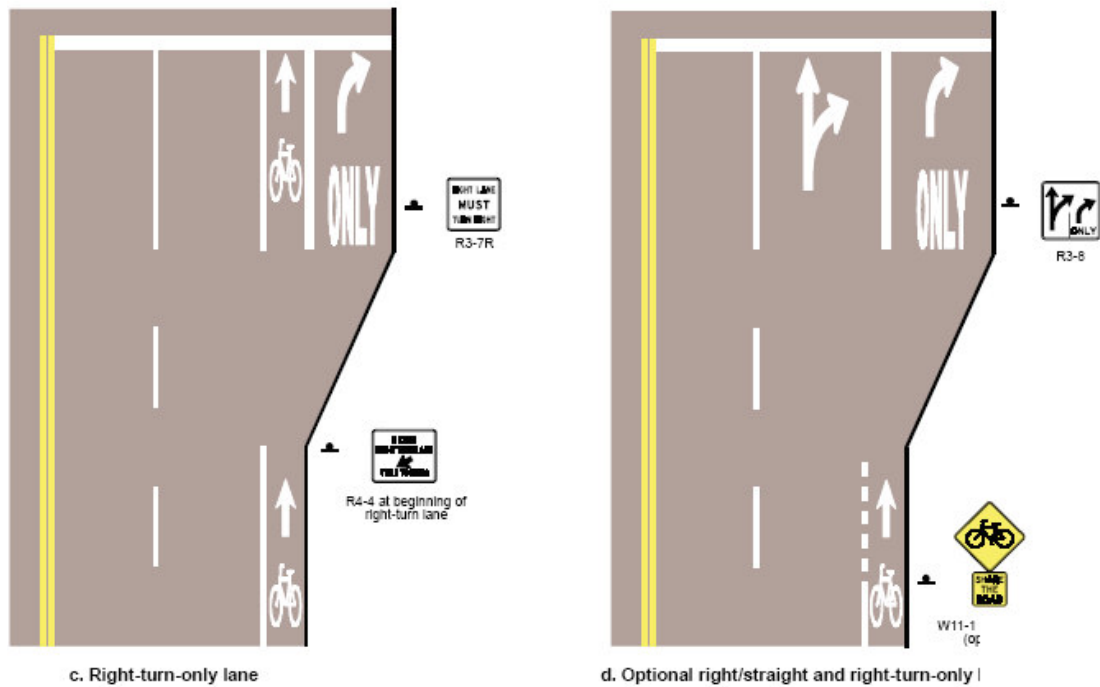 ONLY
RIGHT LANE
MUST
TURN RIGHT
R3-7R
R4-4 at beginning of
right-turn lane
c. Right-turn-only lane
ONLY
ONLY
R3-8
SHARE
THE
ROAD
W11-1
(op
d. Optional right/straight and right-turn-only l